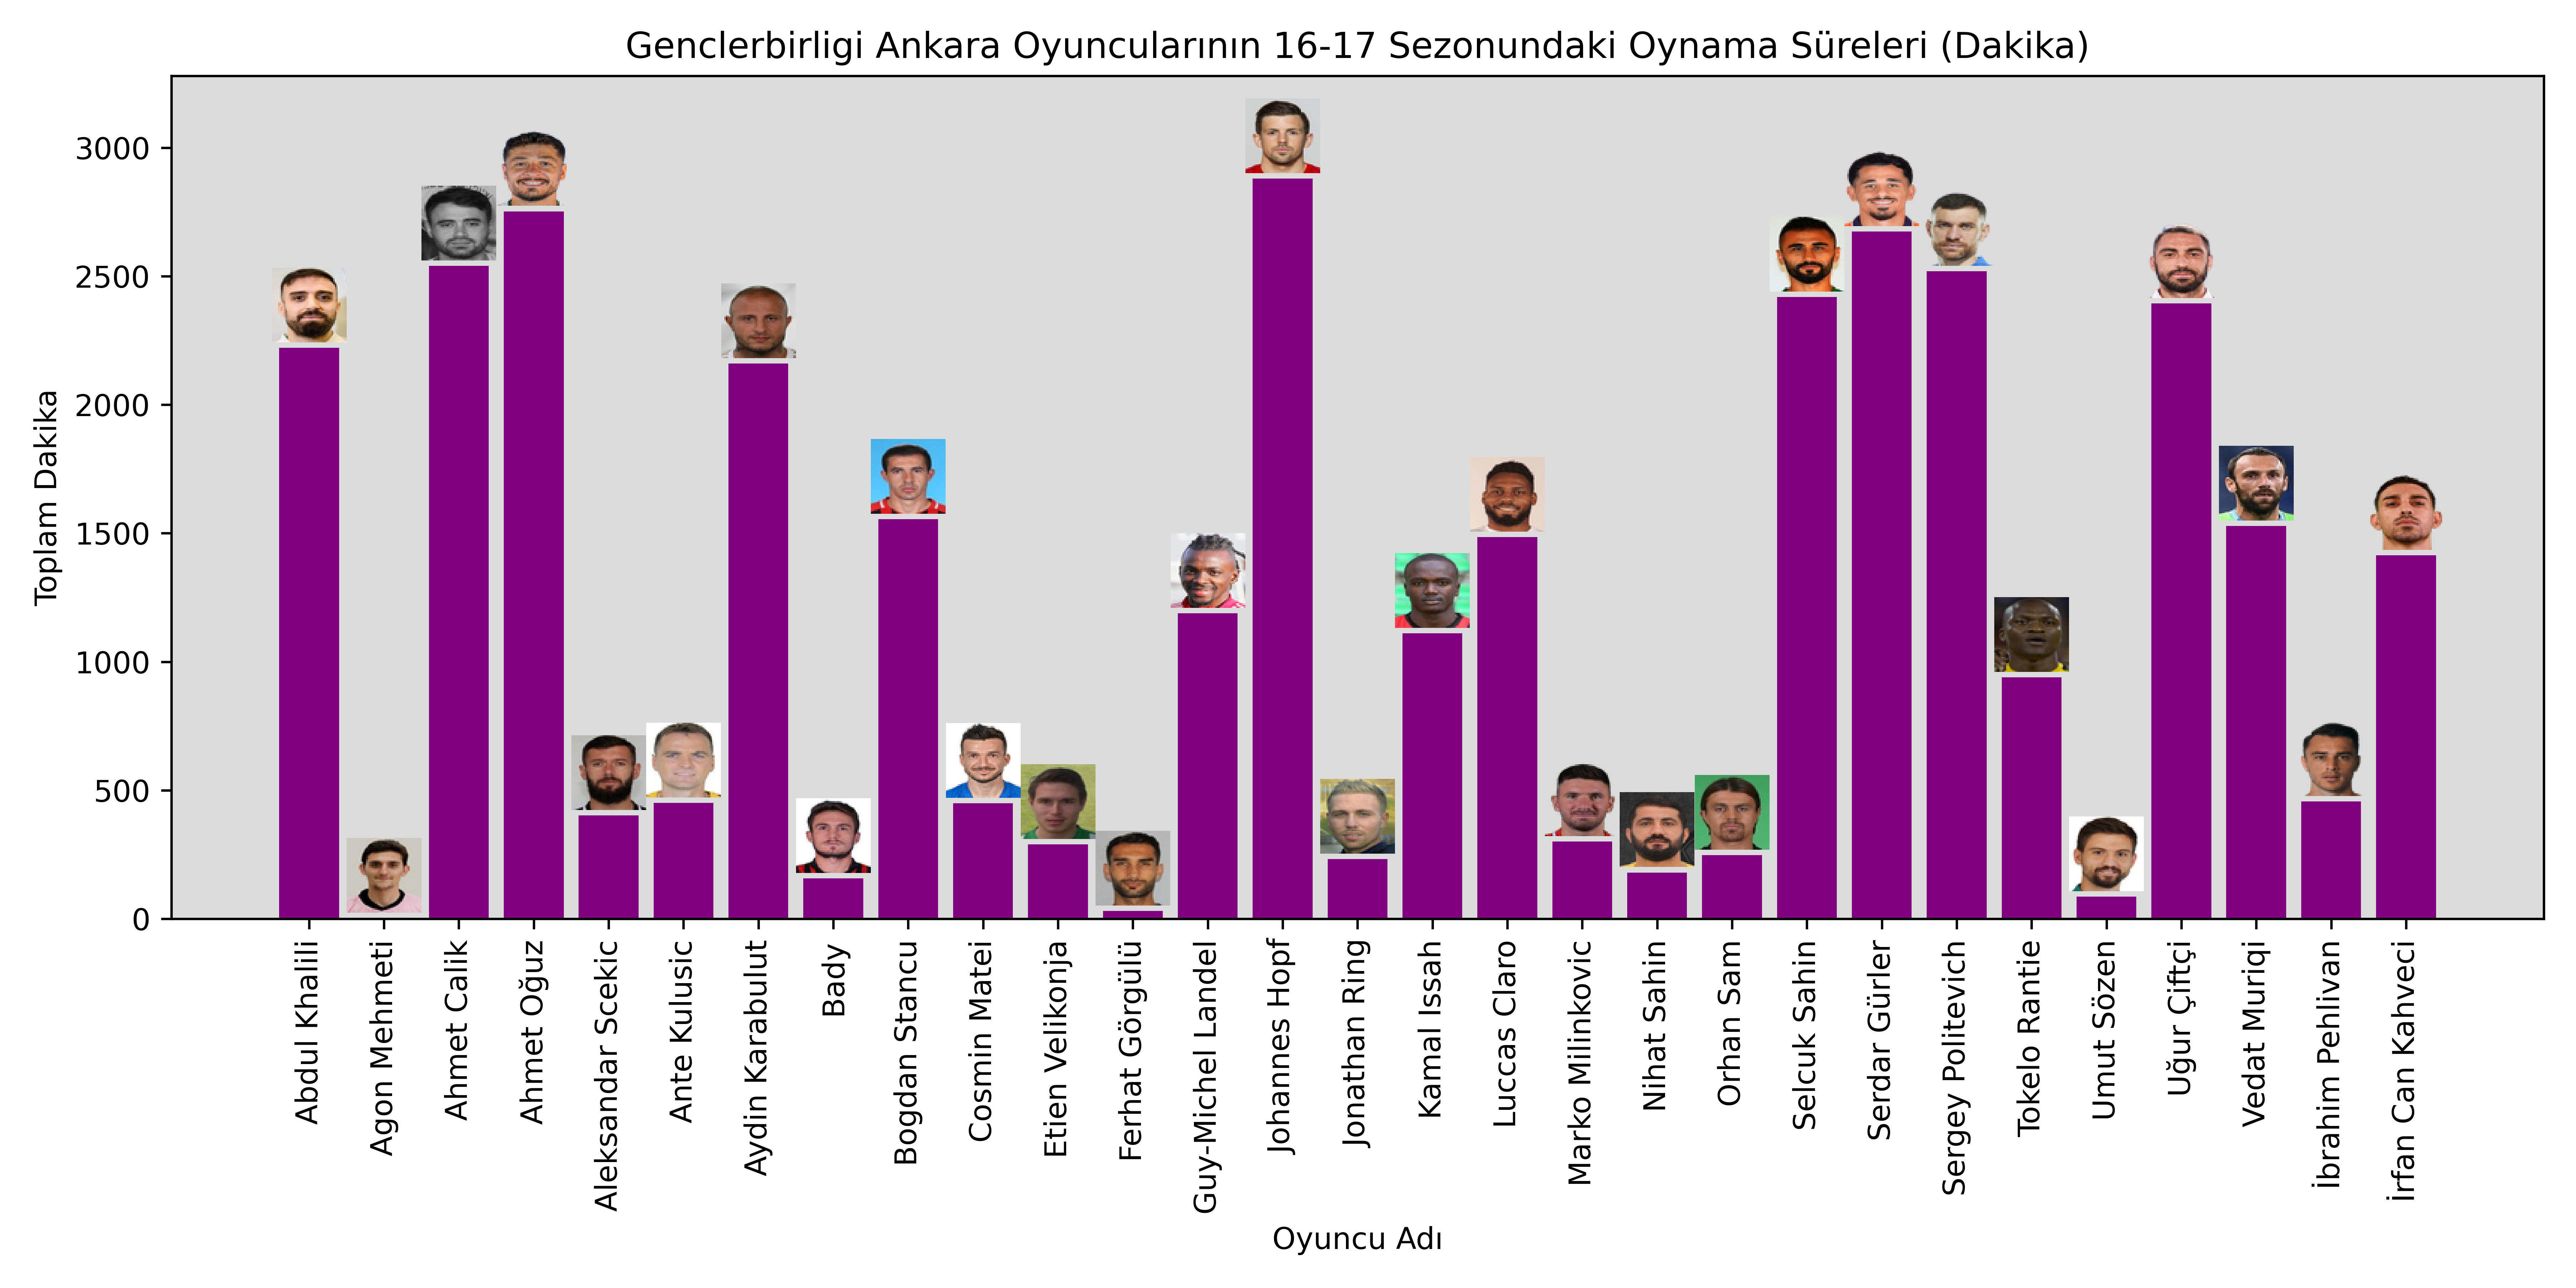 Genclerbirligi Ankara Oyuncularının 16-17 Sezonundaki Oynama Süreleri (Dakika)
Toplam Dakika
3000
2500
2000
1500
1000
500
0
Abdul Khalili
Agon Mehmeti
Ahmet Calik
Ahmet Oğuz
Aleksandar Scekic
Ante Kulusic
Aydin Karabulut
Bady
Bogdan Stancu
Cosmin Matei
Etien Velikonja
Ferhat Görgülü
Guy-Michel Landel
Johannes Hopf
Jonathan Ring
Kamal Issah
Luccas Claro
Marko Milinkovic
Nihat Sahin
Orhan Sam
Selcuk Sahin
Serdar Gürler
Sergey Politevich
Tokelo Rantie
Umut Sözen
Uğur Çiftçi
Vedat Muriqi
İbrahim Pehlivan
İrfan Can Kahveci
Oyuncu Adı